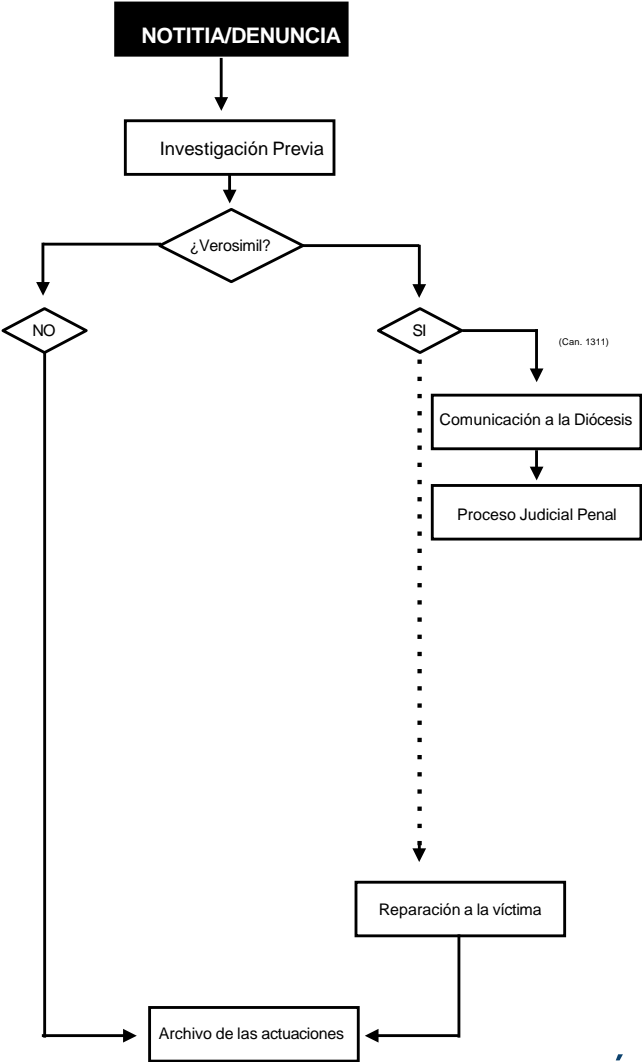 NOTITIA/DENUNCIA
Investigación Previa
¿Verosimil?
NO
SI
(Can. 1311)
Comunicación a la Diócesis
Proceso Judicial Penal
Reparación a la víctima
Archivo de las actuaciones